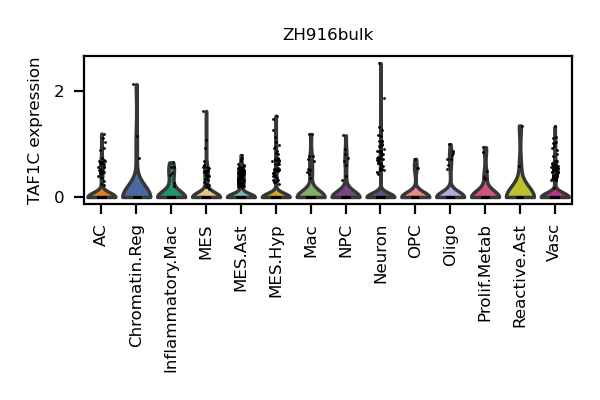 ZH916bulk
TAF1C expression
2
0
AC
Chromatin.Reg
Inflammatory.Mac
MES
MES.Ast
MES.Hyp
Mac
NPC
Neuron
OPC
Oligo
Prolif.Metab
Reactive.Ast
Vasc